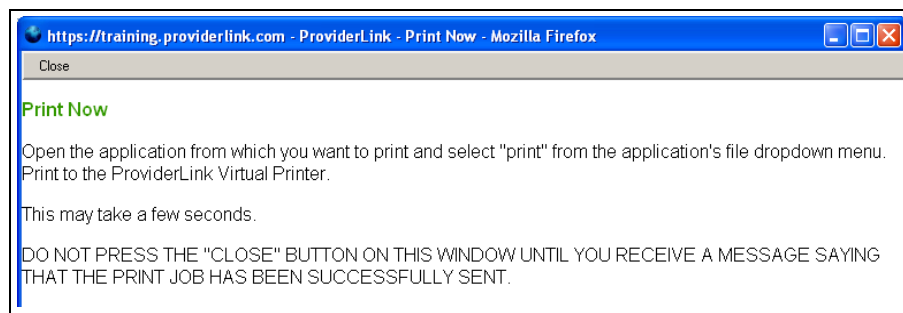 https://training.providerlink.com - ProviderLink - Print Now - Mozilla Firefox
Close
Print Now
Open the application from which you want to print and select "print" from the application's file dropdown menu.
Print to the ProviderLink Virtual Printer.
This may take a few seconds.
DO NOT PRESS THE "CLOSE" BUTTON ON THIS WINDOW UNTIL YOU RECEIVE A MESSAGE SAYING
THAT THE PRINT JOB HAS BEEN SUCCESSFULLY SENT.